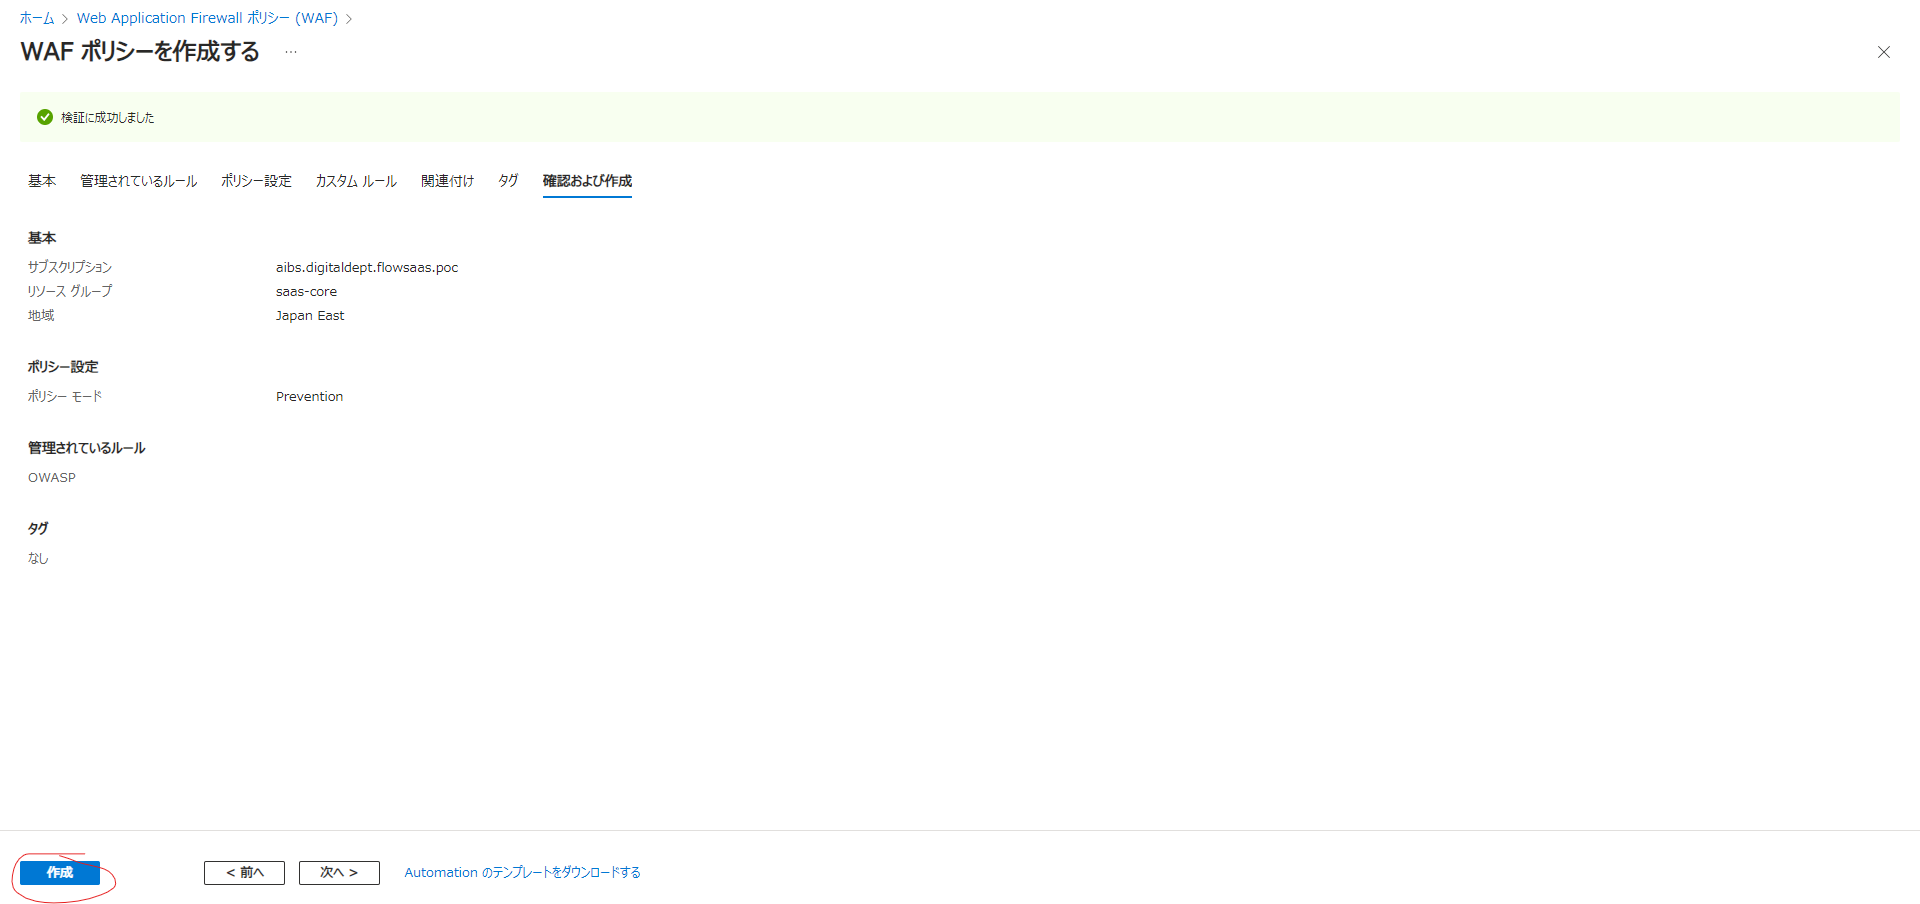 ホーム > Web Application Firewall ポリシー (WAF) >
WAF ポリシーを作成する ...
検証に成功しました
基本 管理されているルール ポリシー設定 カスタム ルール 関連付け タグ 確認および作成
基本
サブスクリプション aibs.digitaldept.flowsaas.poc
リソース グループ saas-core
地域 Japan East
ポリシー設定
ポリシー モード Prevention
管理されているルール
OWASP
タグ
なし
作成 < 前へ 次へ > Automation のテンプレートをダウンロードする